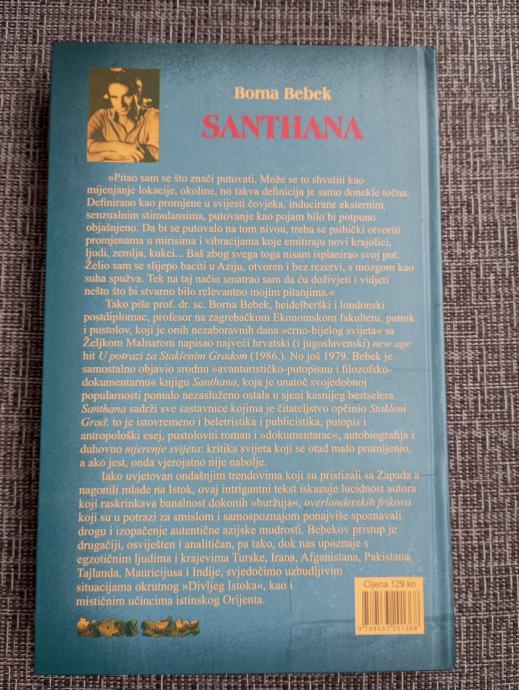 Borna Bebek
SANTHANA
»Pitao sam se što znači putovati. Može se to shvatiti kao
mijenjanje lokacije, okoline, no takva definicija je samo donekle točna.
Definirano kao promjene u svijesti čovjeka, inducirane eksternim
senzualnim stimulansima, putovanje kao pojam bilo bi potpuno
objašnjeno. Da bi se putovalo na tom nivou, treba se psihički otvoriti
promjenama u mirisima i vibracijama koje emitiraju novi krajolici,
ljudi, zemlja, kukci... Baš zbog svega toga nisam isplanirao svoj put.
Želio sam se slijepo baciti u Aziju, otvoren i bez rezervi, s mozgom kao
suha spužva. Tek na taj način smatrao sam da ću doživjeti i vidjeti
nešto što bi stvarno bilo relevantno mojim pitanjima.«
Tako piše prof. dr. sc. Borna Bebek, heidelberški i londonski
postdiplomac, profesor na zagrebačkom Ekonomskom fakultetu, putnik
i pustolov, koji je onih nezaboravnih dana »crno-bijelog svijeta« sa
Željkom Malnarom napisao najveći hrvatski (i jugoslavenski) new age
hit U potrazi za Staklenim Gradom (1986.). No još 1979. Bebek je
samostalno objavio srodnu »avanturističko-putopisnu i filozofsko-
dokumentarnu« knjigu Santhana, koja je unatoč svojedobnoj
popularnosti pomalo nezasluženo ostala u sjeni kasnijeg bestselera.
Santhana sadrži sve sastavnice kojima je čitateljstvo opčinio Stakleni
Grad: to je istovremeno i beletristika i publicistika, putopis i
antropološki esej, pustolovni roman i »dokumentarac«, autobiografija i
duhovno mjerenje svijeta: kritika svijeta koji se otad malo promijenio,
a ako jest, onda vjerojatno nije nabolje.
Iako uvjetovan ondašnjim trendovima koji su pristizali sa Zapada a
nagonili mlade na Istok, ovaj intrigantni tekst iskazuje lucidnost autora
koji raskrinkava banalnost dokonih »buržuja«, overlanderskih frikova
koji su u potrazi za smislom i samospoznajom ponajviše spoznavali
drogu i izopačenje autentične azijske mudrosti. Bebekov pristup je
drugačiji, osviješten i analitičan, pa tako, dok nas upoznaje s
egzotičnim ljudima i krajevima Turske, Irana, Afganistana, Pakistana,
Tajlanda, Mauricijusa i Indije, svjedočimo uzbudljivim
situacijama okrutnog »Divljeg Istoka«, kao i
mističnim učincima istinskog Orijenta.
Cijena 129 kn